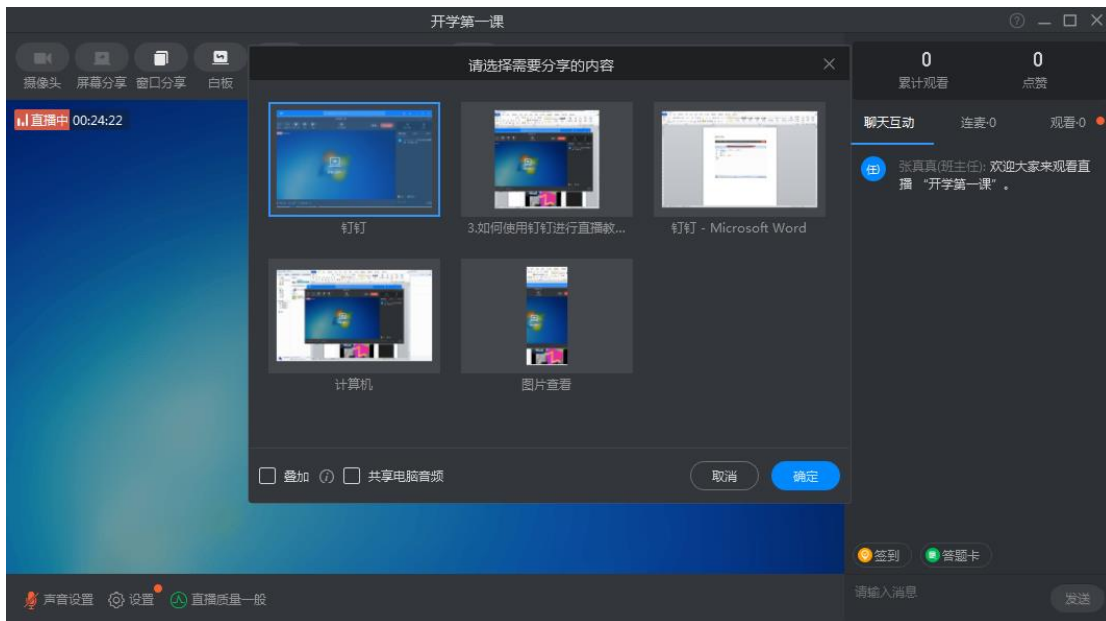 开学第一课
摄像头 屏幕分享 窗口分享 白板
直播中 00:24:22
请选择需要分享的内容
钉钉
3.如何使用钉钉进行直播教...
钉钉 - Microsoft Word
计算机
图片查看
叠加
共享电脑音频
取消
确定
0
累计观看
0
点赞
聊天互动 连麦·0 观看·0
任
张真真(班主任): 欢迎大家来观看直
播 “开学第一课”。
签到 答题卡
请输入消息
发送
声音设置 设置 直播质量一般